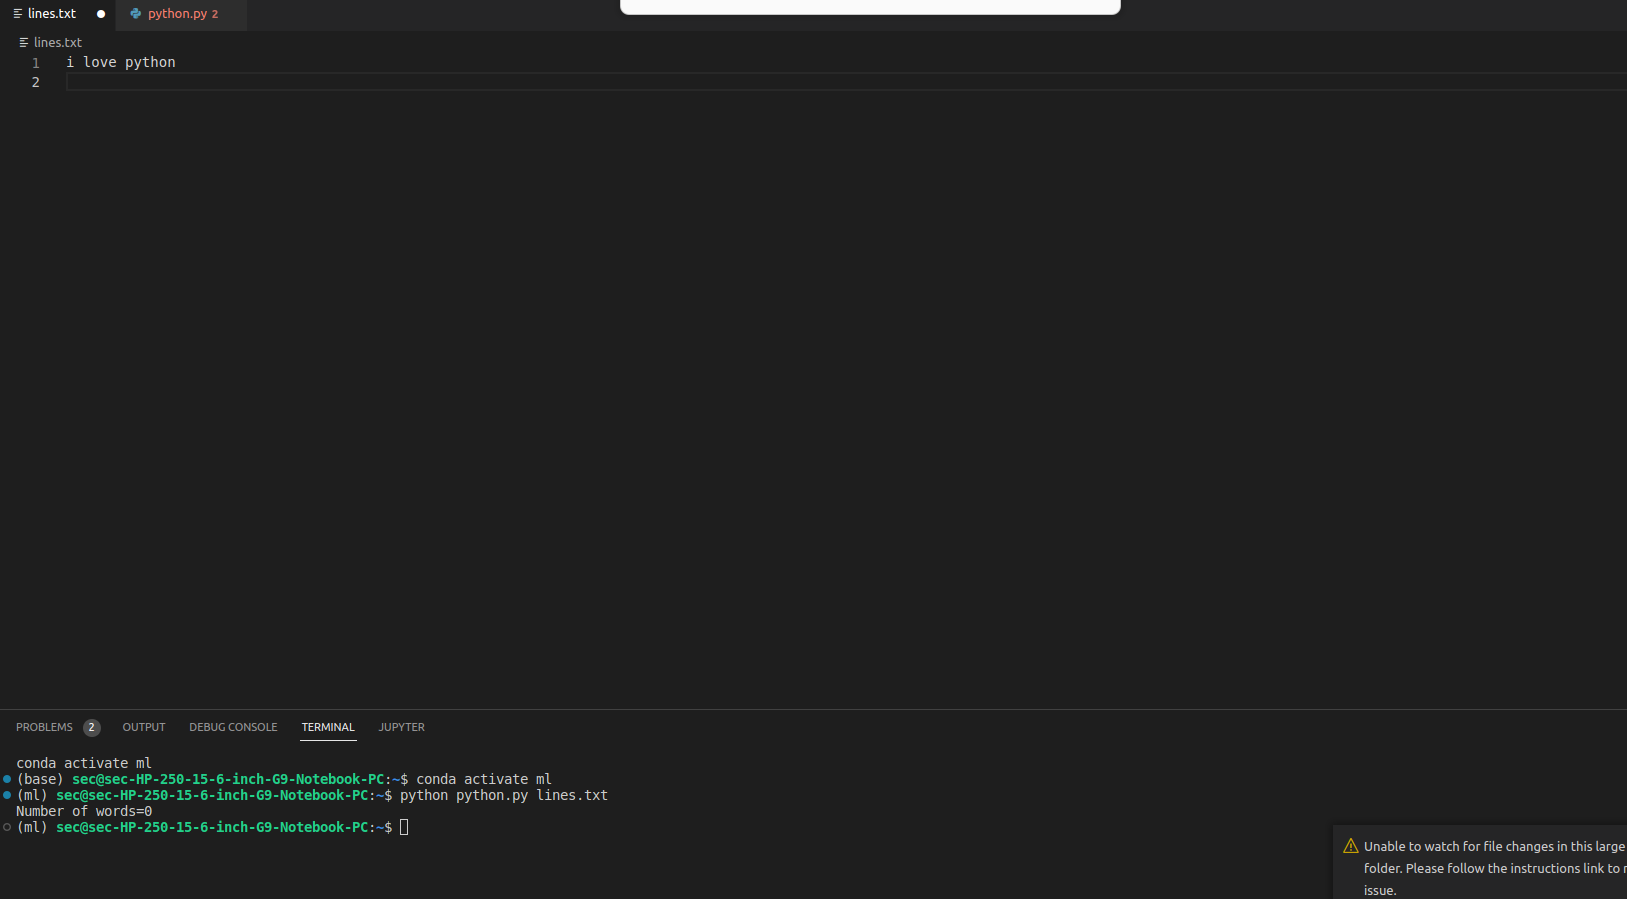 lines.txt
python.py 2
lines.txt
1 i love python
2
PROBLEMS 2 OUTPUT DEBUG CONSOLE TERMINAL JUPYTER
conda activate ml
(base) sec@sec-HP-250-15-6-inch-G9-Notebook-PC:~$ conda activate ml
(ml) sec@sec-HP-250-15-6-inch-G9-Notebook-PC:~$ python python.py lines.txt
Number of words=0
(ml) sec@sec-HP-250-15-6-inch-G9-Notebook-PC:~$
Unable to watch for file changes in this large
folder. Please follow the instructions link to
issue.